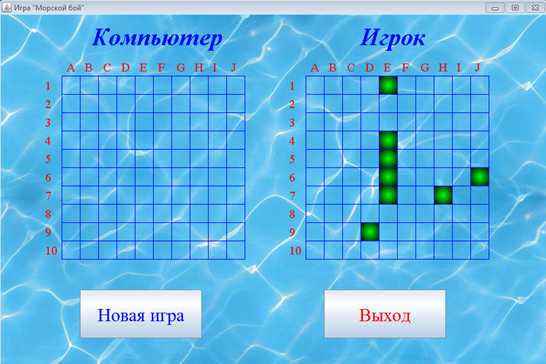 Игра "Морской бой"
Компьютер Игрок
A B C D E F G H I J A B C D E F G H I J
1 1
2 2
3 3
4 4
5 5
6 6
7 7
8 8
9 9
10 10
Новая игра Выход